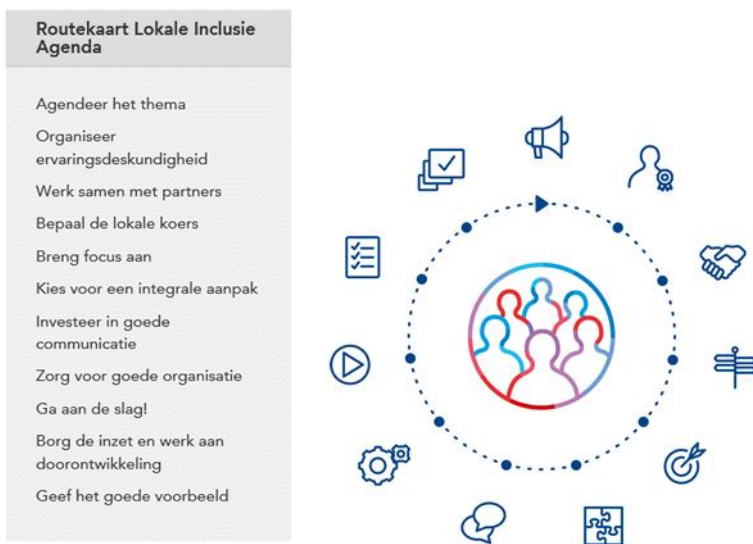 Routekaart Lokale Inclusie
Agenda
Agendeer het thema
Organiseer
ervaringsdeskundigheid
Werk samen met partners
Bepaal de lokale koers
Breng focus aan
Kies voor een integrale aanpak
Investeer in goede
communicatie
Zorg voor goede organisatie
Ga aan de slag!
Borg de inzet en werk aan
doorontwikkeling
Geef het goede voorbeeld